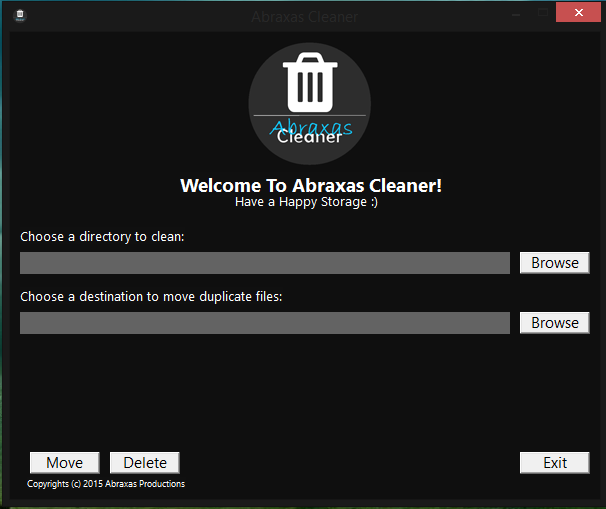 Abraxas Cleaner
Abraxas
Cleaner
Welcome To Abraxas Cleaner!
Have a Happy Storage :)
Choose a directory to clean:
Browse
Choose a destination to move duplicate files:
Browse
Move Delete Exit
Copyrights (c) 2015 Abraxas Productions